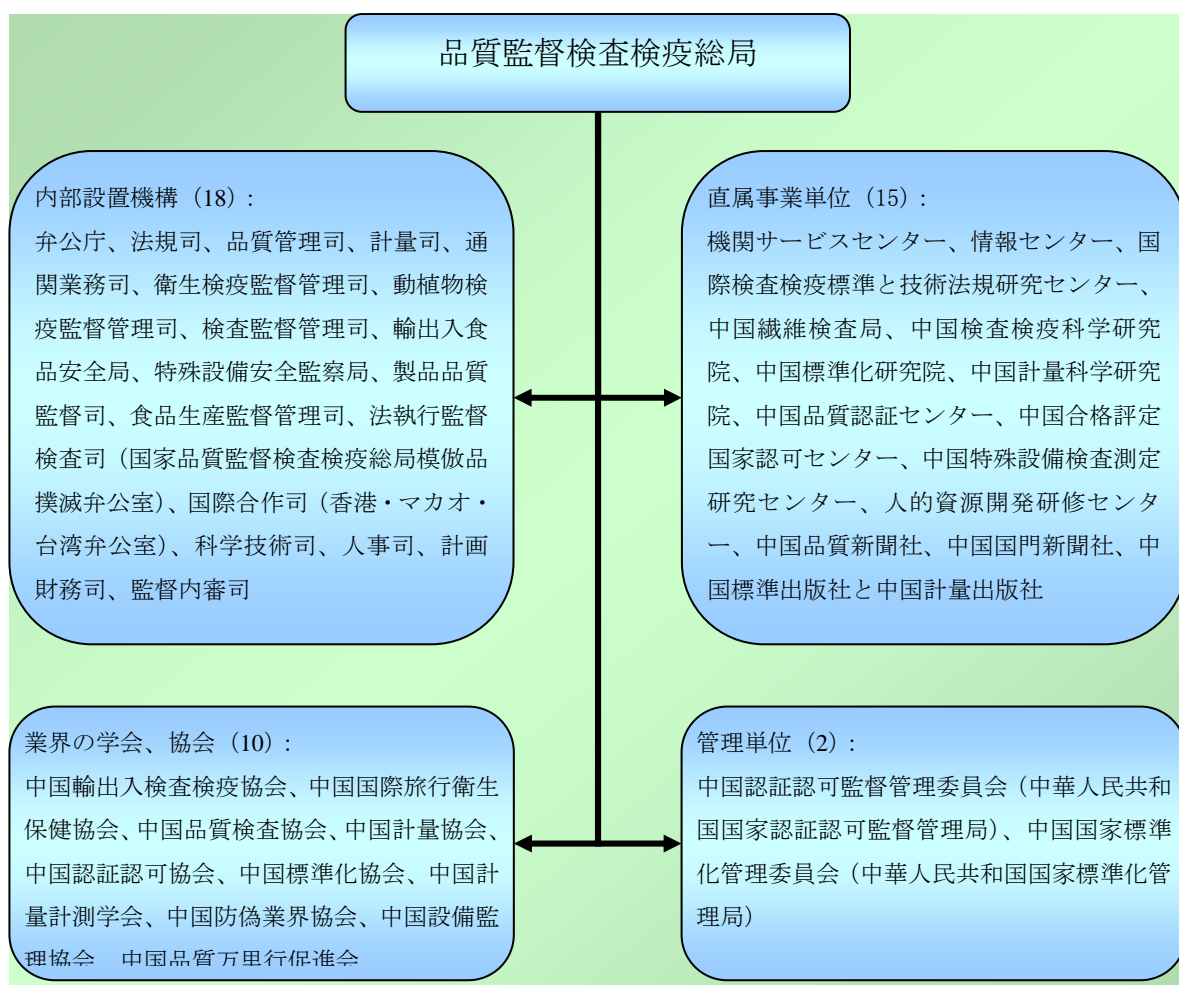 品質監督検査検疫総局
内部設置機構（18）:
弁公庁、法規司、品質管理司、計量司、通
関業務司、衛生検疫監督管理司、動植物検
疫監督管理司、検査監督管理司、輸出入食
品安全局、特殊設備安全監察局、製品品質
監督司、食品生産監督管理司、法執行監督
検査司（国家品質監督検査検疫総局模倣品
撲滅弁公室）、国際合作司（香港・マカオ・
台湾弁公室）、科学技術司、人事司、計画
財務司、監督内審司
直属事業単位（15）:
機関サービスセンター、情報センター、国
際検査検疫標準と技術法規研究センター、
中国繊維検査局、中国検査検疫科学研究
院、中国標準化研究院、中国計量科学研究
院、中国品質認証センター、中国合格評定
国家認可センター、中国特殊設備検査測定
研究センター、人的資源開発研修センタ
ー、中国品質新聞社、中国国門新聞社、中
国標準出版社と中国計量出版社
業界の学会、協会（10）:
中国輸出入検査検疫協会、中国国際旅行衛生
保健協会、中国品質検査協会、中国計量協会、
中国認証認可協会、中国標準化協会、中国計
量計測学会、中国防偽業界協会、中国設備監
理協会、中国品質万里行促進会
管理単位（2）:
中国認証認可監督管理委員会（中華人民共和
国国家認証認可監督管理局）、中国国家標準
化管理委員会（中華人民共和国国家標準化管
理局）